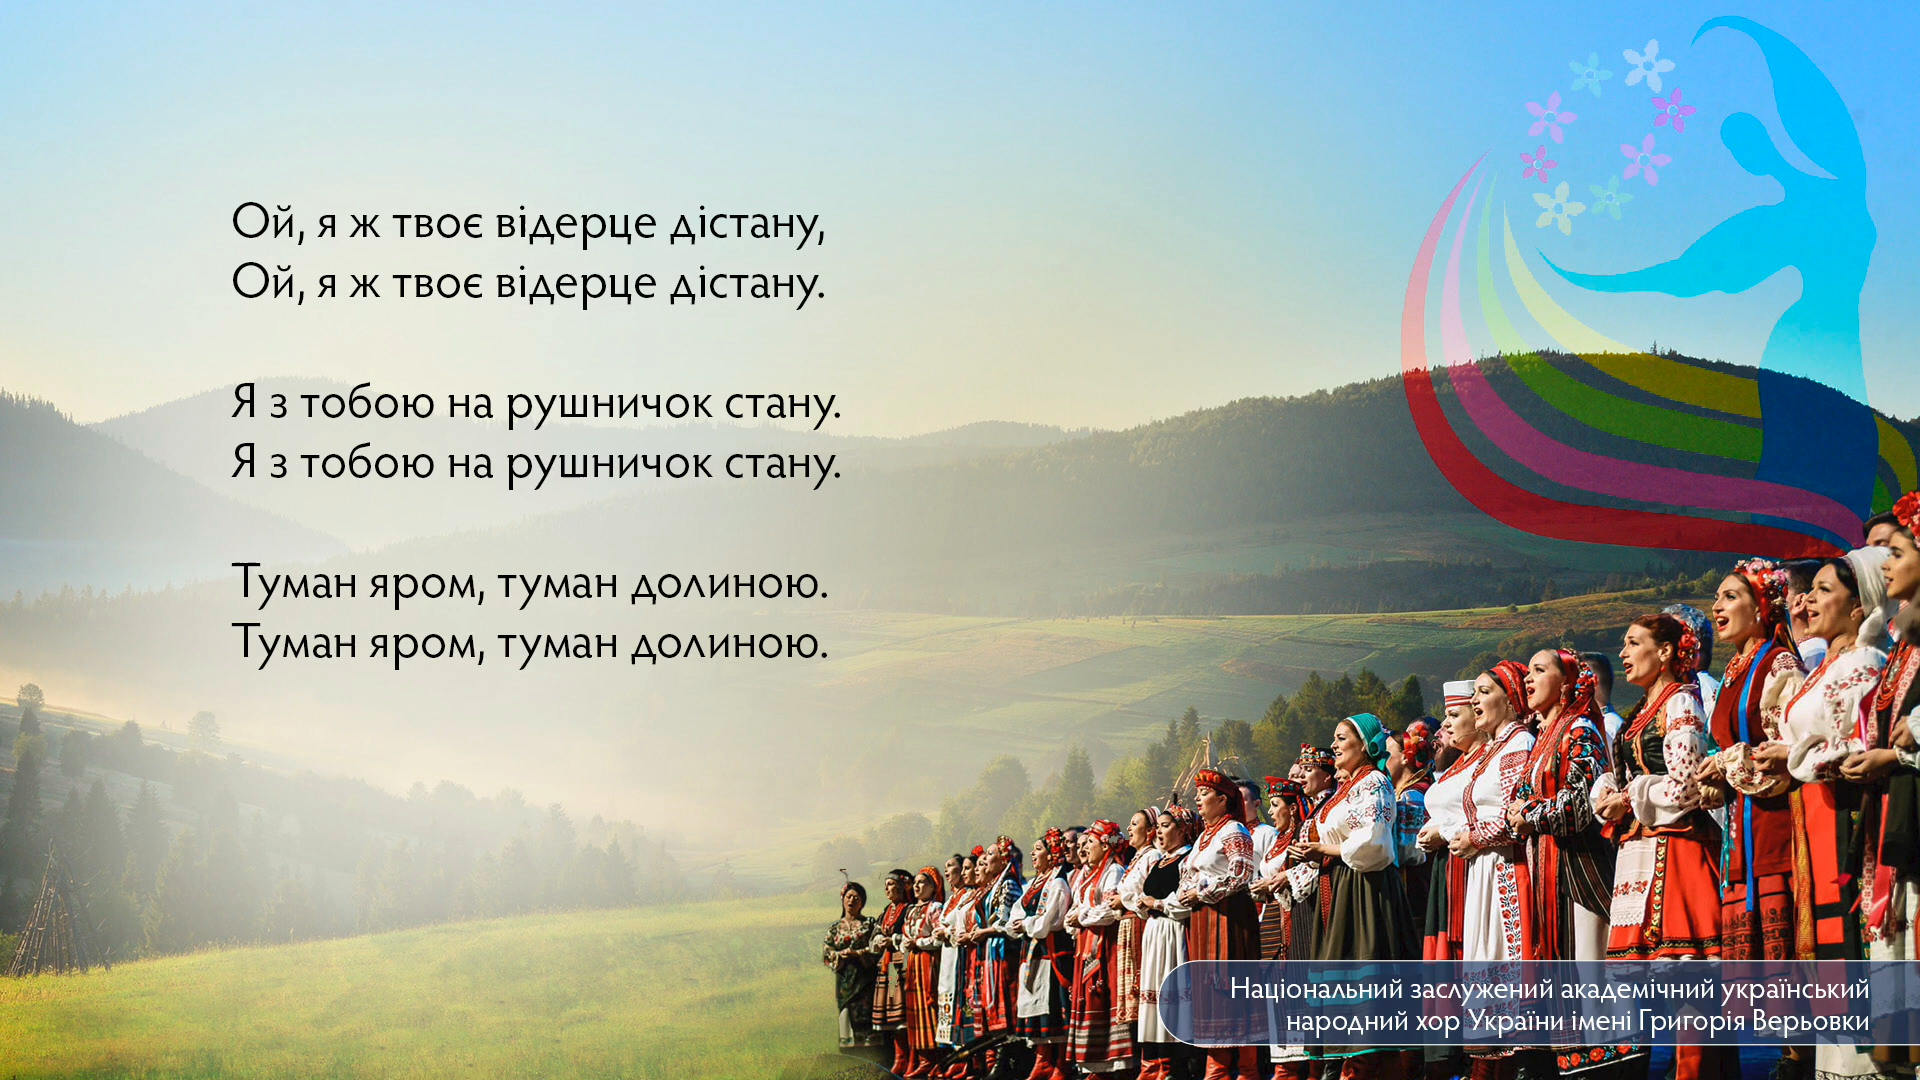 Ой, я ж твоє відерце дістану,
Ой, я ж твоє відерце дістану.
Я з тобою на рушничок стану.
Я з тобою на рушничок стану.
Туман яром, туман долиною.
Туман яром, туман долиною.
Національний заслужений академічний український
народний хор України імені Григорія Верьовки